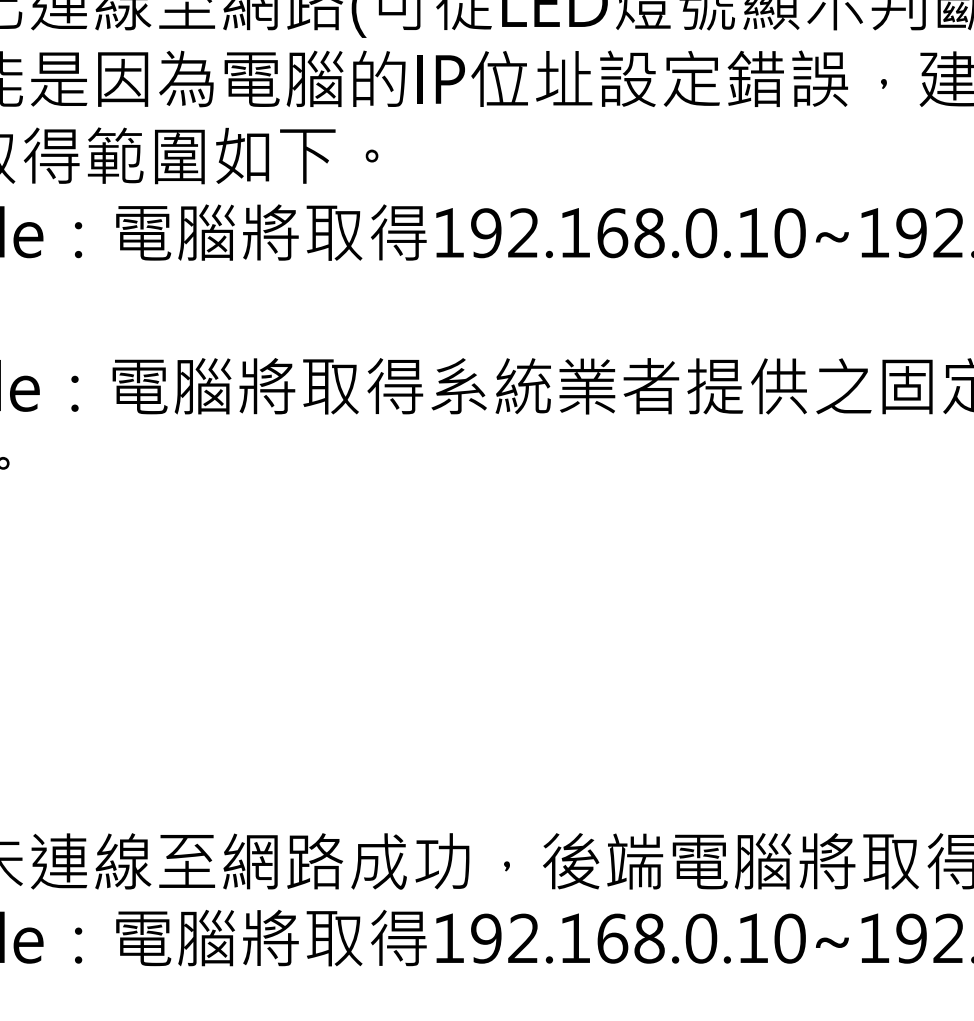 已連線至網路(可從LED燈號顯示判斷
能是因為電腦的IP位址設定錯誤，建
取得範圍如下。
de：電腦將取得192.168.0.10~192.
de：電腦將取得系統業者提供之固定
。
未連線至網路成功，後端電腦將取得
de：電腦將取得192.168.0.10~192.